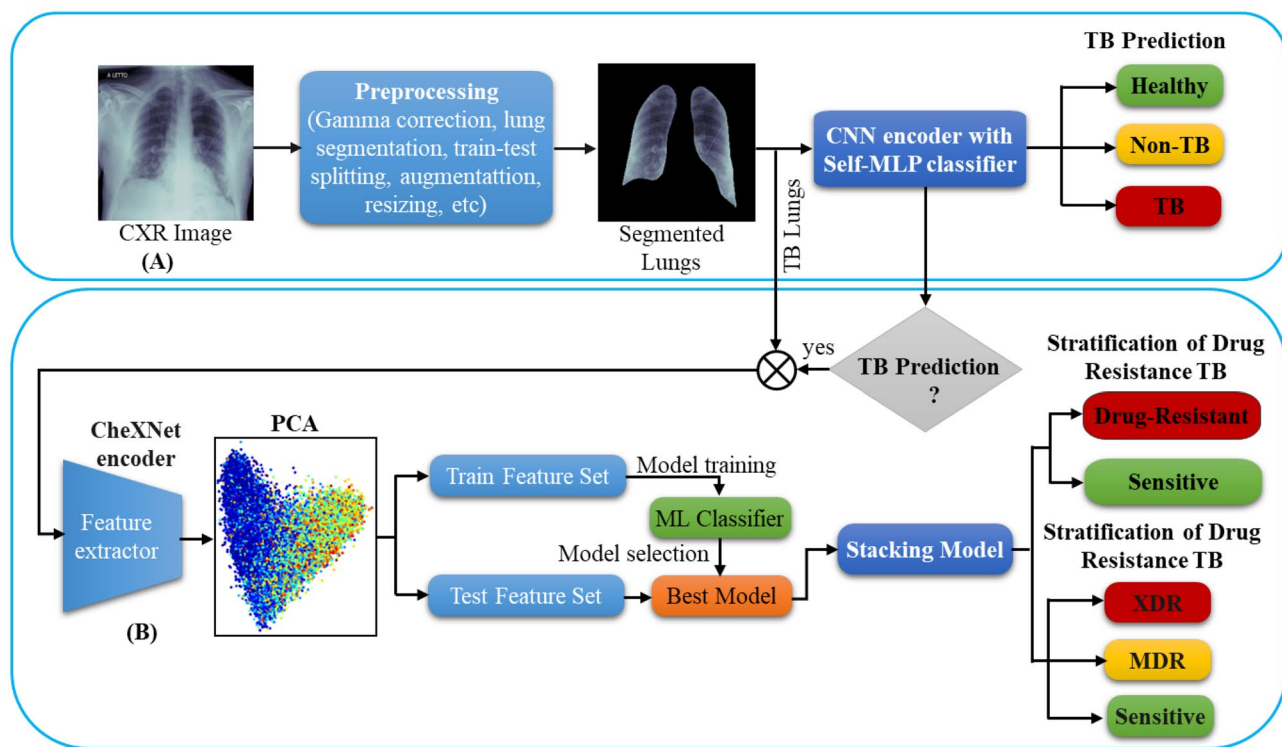 A LITTO
CXR Image
(A)
Preprocessing
(Gamma correction, lung
segmentation, train-test
splitting, augmentattion,
resizing, etc)
Segmented
Lungs
TB Lungs
CNN encoder with
Self-MLP classifier
TB Prediction
Healthy
Non-TB
TB
TB Prediction
?
yes
CheXNet
encoder
Feature
extractor
(B)
PCA
Train Feature Set
Model training
ML Classifier
Model selection
Test Feature Set
Best Model
Stacking Model
Stratification of Drug
Resistance TB
Drug-Resistant
Sensitive
Stratification of Drug
Resistance TB
XDR
MDR
Sensitive